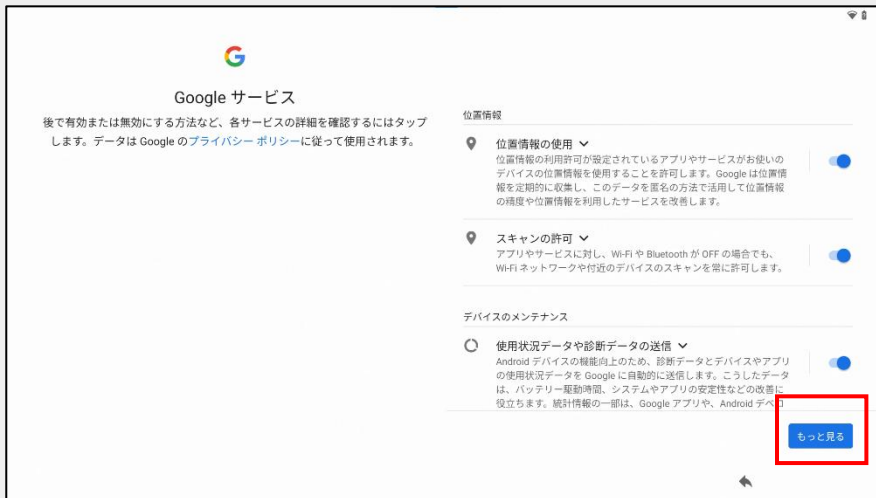 Google サービス
後で有効または無効にする方法など、各サービスの詳細を確認するにはタップ
します。データは Google のプライバシー ポリシーに従って使用されます。
位置情報
位置情報の使用
位置情報の利用許可が設定されているアプリやサービスがお使いの
デバイスの位置情報を使用することを許可します。Google は位置情
報を定期的に収集し、このデータを匿名の方法で活用して位置情報
の精度や位置情報を利用したサービスを改善します。
スキャンの許可
アプリやサービスに対し、Wi-Fi や Bluetooth が OFF の場合でも、
Wi-Fi ネットワークや付近のデバイスのスキャンを常に許可します。
デバイスのメンテナンス
使用状況データや診断データの送信
Android デバイスの機能向上のため、診断データとデバイスやアプリ
の使用状況データを Google に自動的に送信します。こうしたデータ
は、バッテリー駆動時間、システムやアプリの安定性などの改善に
役立ちます。統計情報の一部は、Google アプリや、Android デベロ
もっと見る